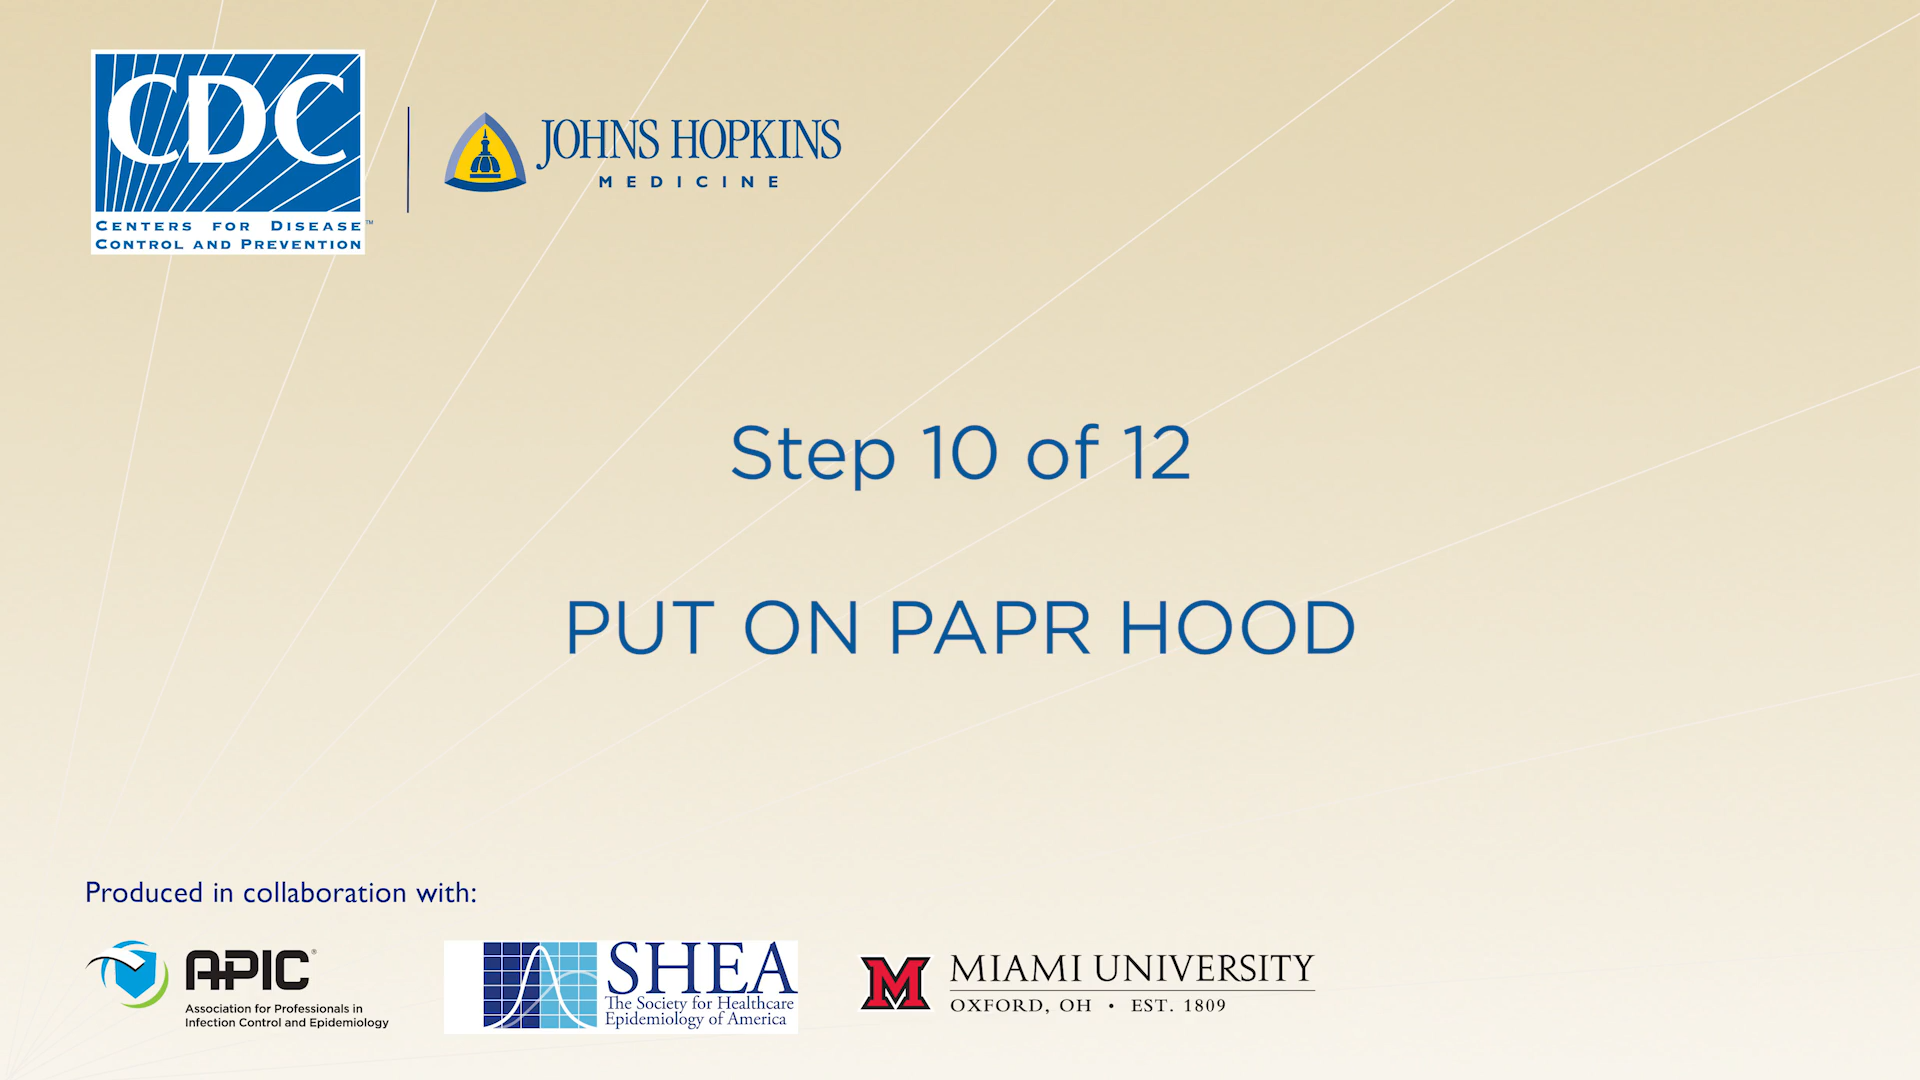 CDC
CENTERS FOR DISEASE™
CONTROL AND PREVENTION
JOHNS HOPKINS
MEDICINE
Step 10 of 12
PUT ON PAPR HOOD
Produced in collaboration with:
APIC®
Association for Professionals in
Infection Control and Epidemiology
SHEA
The Society for Healthcare
Epidemiology of America
M
MIAMI UNIVERSITY
OXFORD, OH • EST. 1809